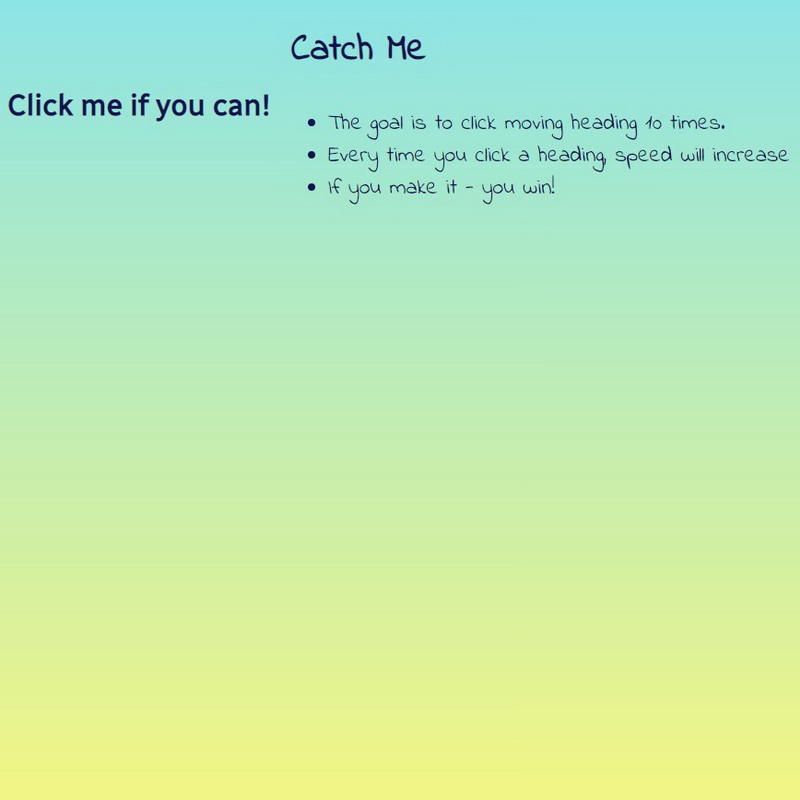 Catch Me
Click me if you can!
The goal is to click moving heading 10 times.
Every time you click a heading, speed will increase
If you make it - you win!